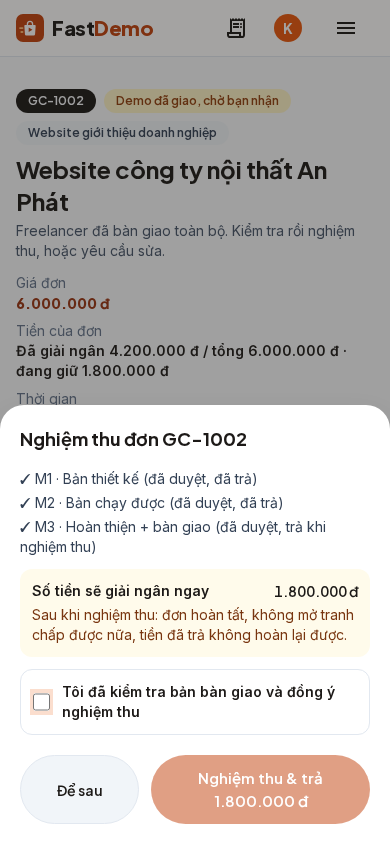 FastDemo
K
GC-1002
Demo đã giao, chờ bạn nhận
Website giới thiệu doanh nghiệp
Website công ty nội thất An
Phát
Freelancer đã bàn giao toàn bộ. Kiểm tra rồi nghiệm
thu, hoặc yêu cầu sửa.
Giá đơn
6.000.000 đ
Tiền của đơn
Đã giải ngân 4.200.000 đ / tổng 6.000.000 đ ·
đang giữ 1.800.000 đ
Thời gian
Nghiệm thu đơn GC-1002
✓ M1 · Bản thiết kế (đã duyệt, đã trả)
✓ M2 · Bản chạy được (đã duyệt, đã trả)
✓ M3 · Hoàn thiện + bàn giao (đã duyệt, trả khi
nghiệm thu)
Số tiền sẽ giải ngân ngay 1.800.000 đ
Sau khi nghiệm thu: đơn hoàn tất, không mở tranh
chấp được nữa, tiền đã trả không hoàn lại được.
Tôi đã kiểm tra bản bàn giao và đồng ý
nghiệm thu
Để sau
Nghiệm thu & trả
1.800.000 đ